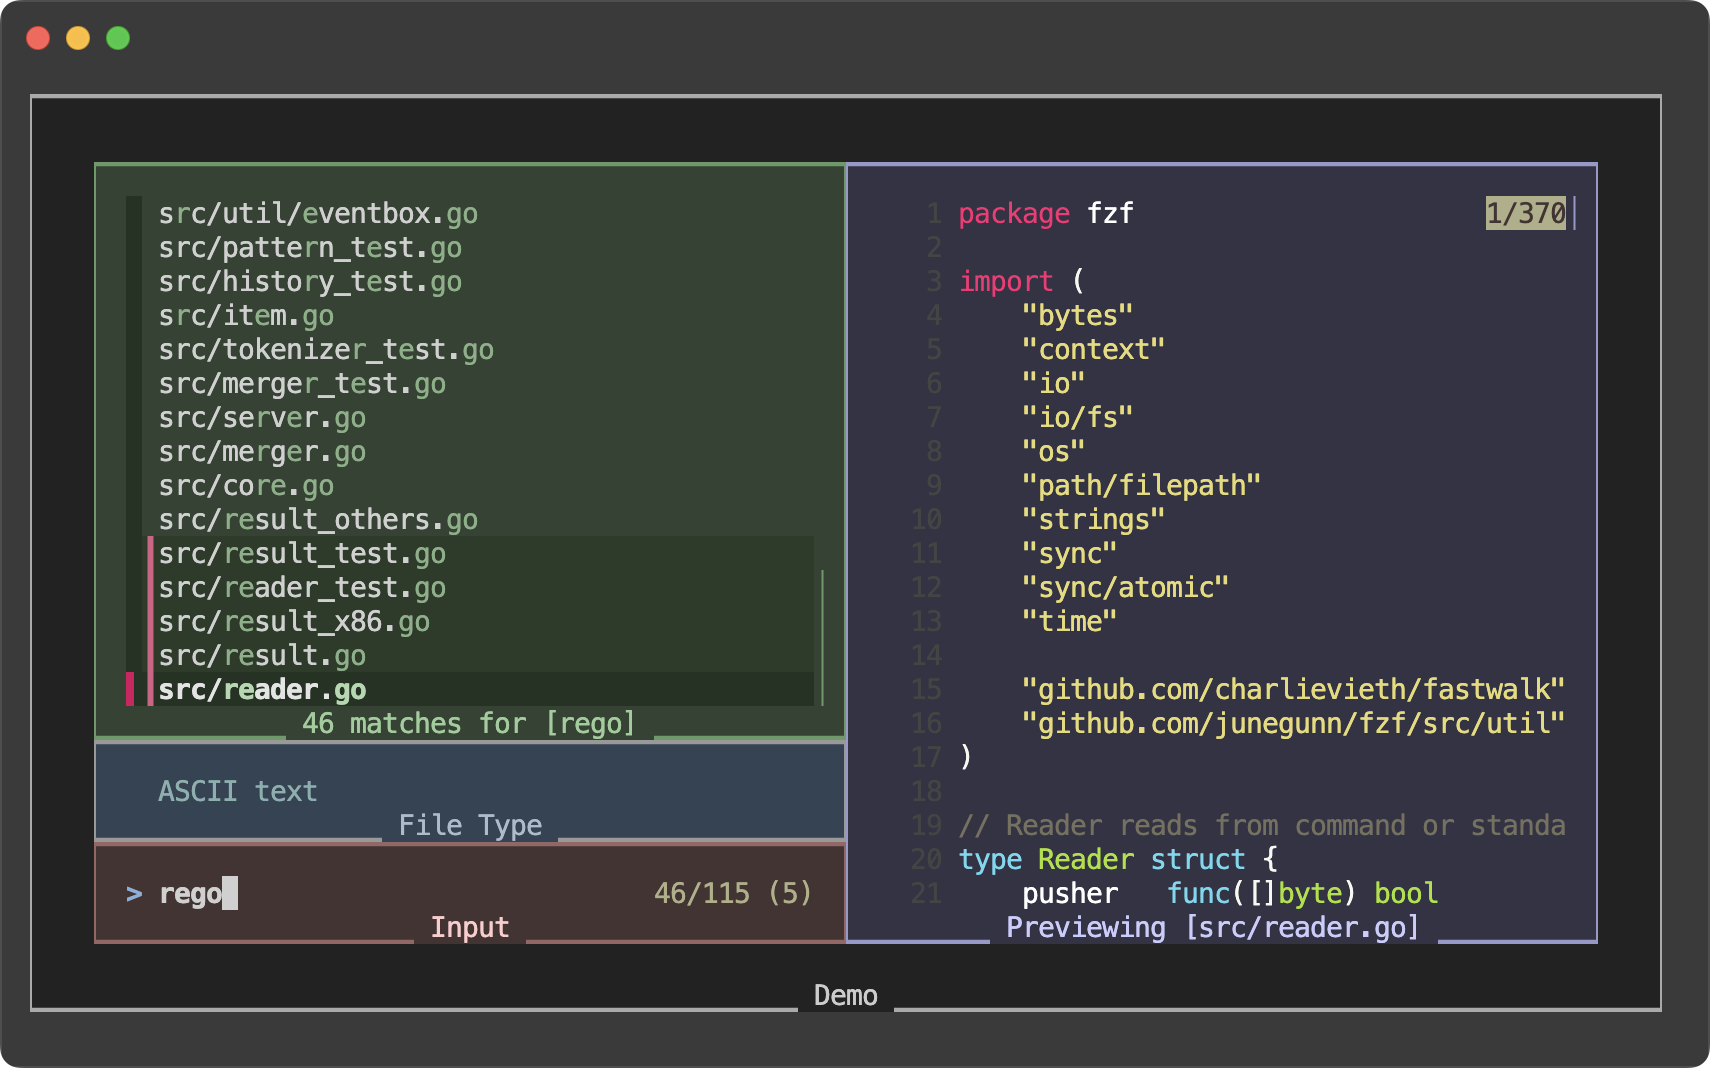 src/util/eventbox.go
src/pattern_test.go
src/history_test.go
src/item.go
src/tokenizer_test.go
src/merger_test.go
src/server.go
src/merger.go
src/core.go
src/result_others.go
src/result_test.go
src/reader_test.go
src/result_x86.go
src/result.go
src/reader.go
46 matches for [rego]
ASCII text
File Type
> rego 46/115 (5)
Input
1 package fzf 1/370
2
3 import (
4 "bytes"
5 "context"
6 "io"
7 "io/fs"
8 "os"
9 "path/filepath"
10 "strings"
11 "sync"
12 "sync/atomic"
13 "time"
14
15 "github.com/charlievieth/fastwalk"
16 "github.com/junegunn/fzf/src/util"
17 )
18
19 // Reader reads from command or standa
20 type Reader struct {
21 pusher func([]byte) bool
Previewing [src/reader.go]
Demo